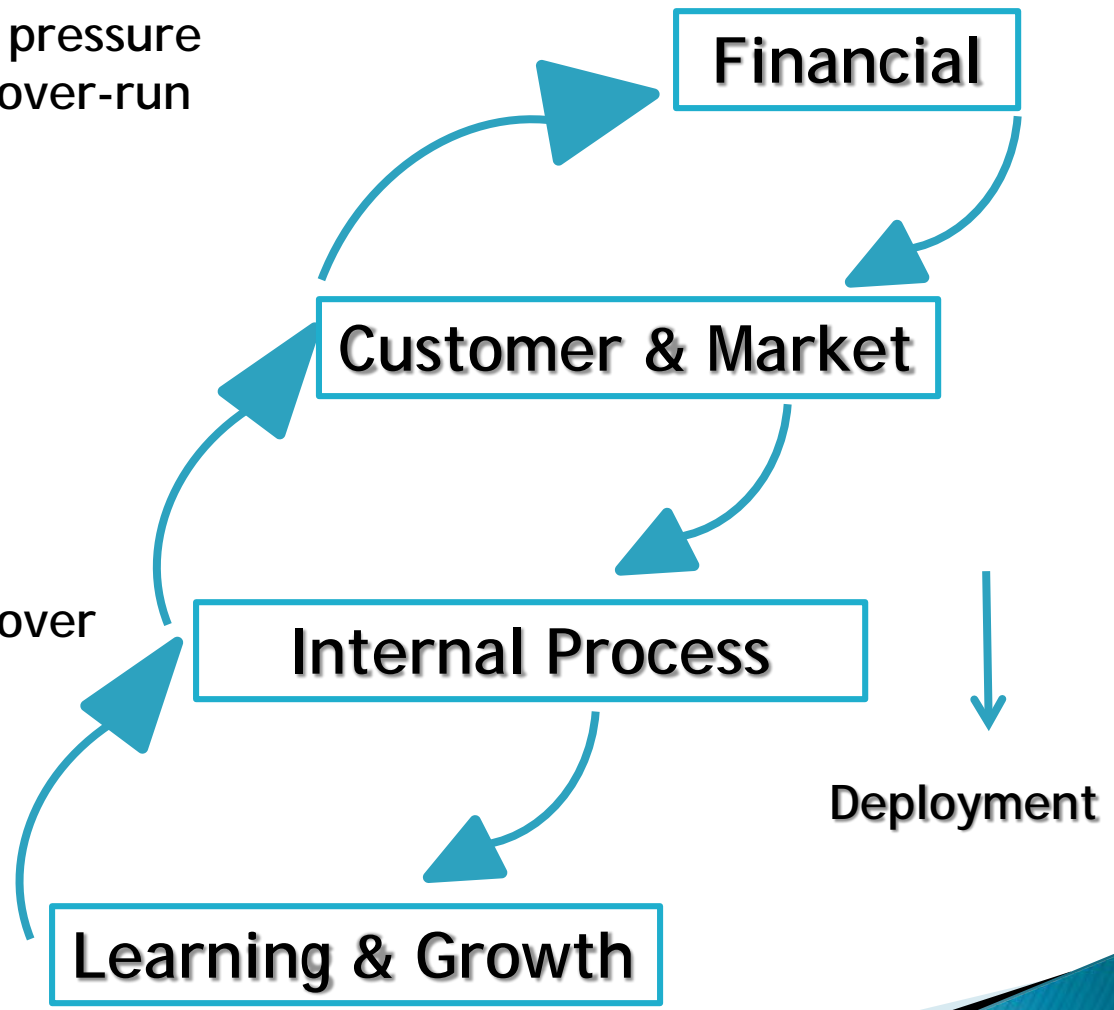 pressure
over-run
Financial
Customer & Market
over
Internal Process
Deployment
Learning & Growth